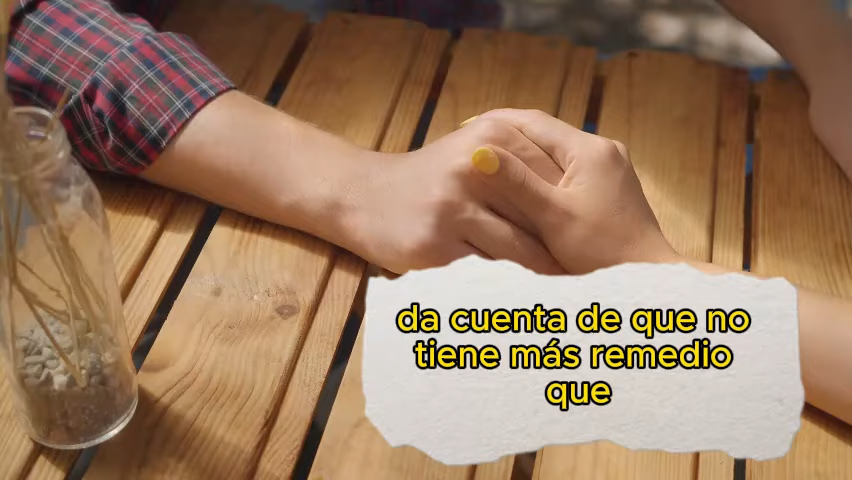 da cuenta de que no
tiene más remedio
que